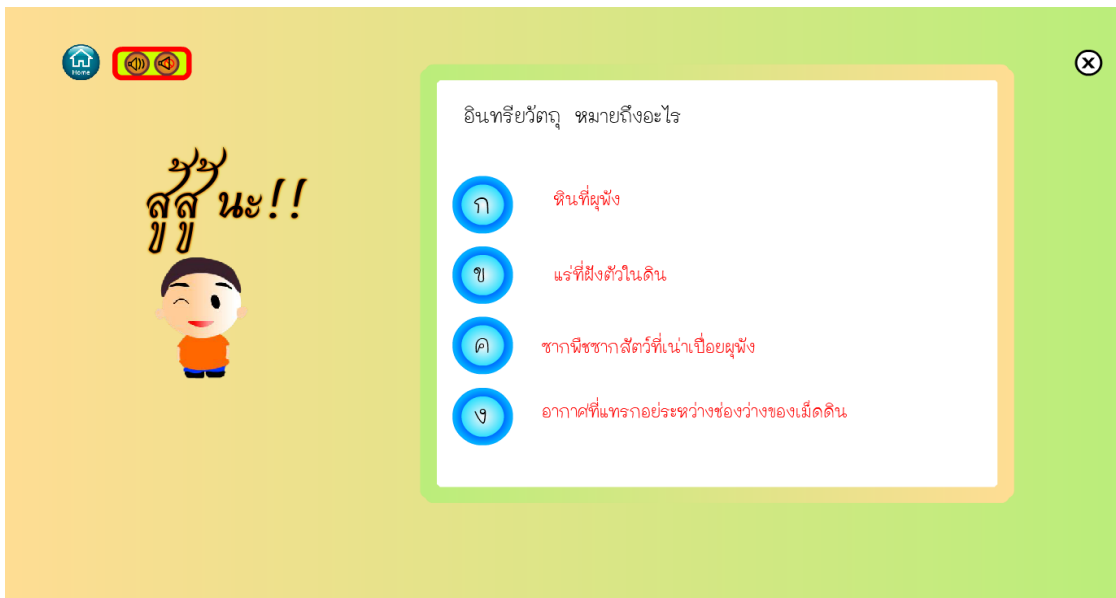 Home
สู้สู้ นะ!!
อินทรียวัตถุ หมายถึงอะไร
ก หินที่ผุพัง
ข แร่ที่ฝังตัวในดิน
ค ซากพืชซากสัตว์ที่เน่าเปื่อยผุพัง
ง อากาศที่แทรกอย่ระหว่างช่องว่างของเม็ดดิน